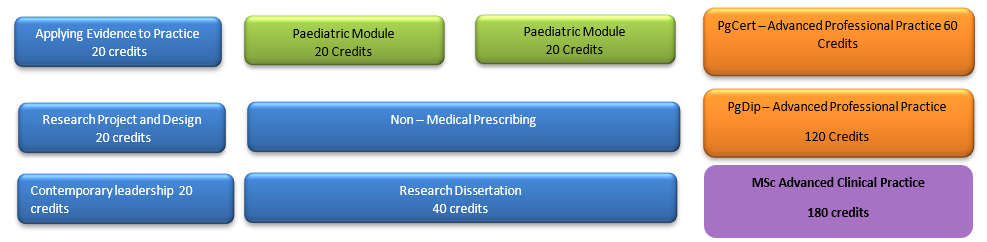 Applying Evidence to Practice
20 credits
Paediatric Module
20 Credits
Paediatric Module
20 Credits
PgCert – Advanced Professional Practice 60
Credits
Research Project and Design
20 credits
Non – Medical Prescribing
PgDip – Advanced Professional Practice
120 Credits
Contemporary leadership 20
credits
Research Dissertation
40 credits
MSc Advanced Clinical Practice
180 credits